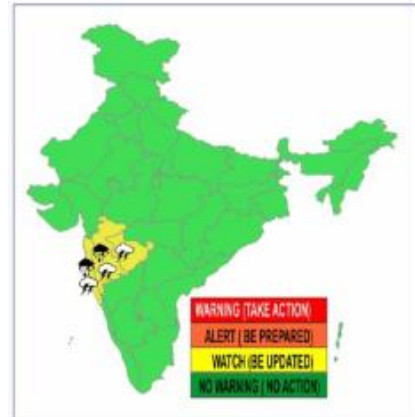 WARNING (TAKE ACTION)
ALERT ( BE PREPARED)
WATCH (BE UPDATED)
NO WARNING ( NO ACTION)